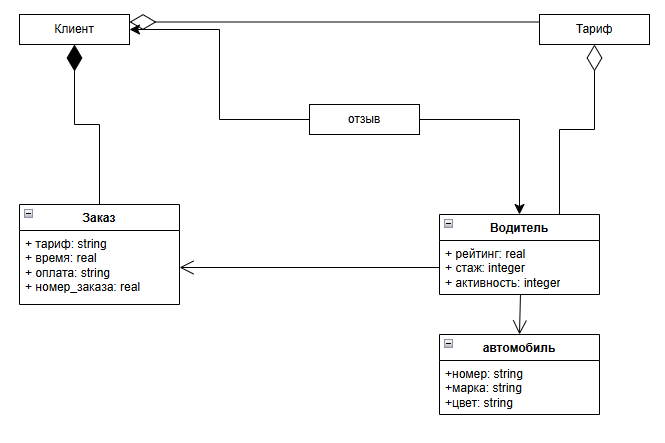 Клиент
Тариф
отзыв
Заказ
+ тариф: string
+ время: real
+ оплата: string
+ номер_заказа: real
Водитель
+ рейтинг: real
+ стаж: integer
+ активность: integer
автомобиль
+номер: string
+марка: string
+цвет: string